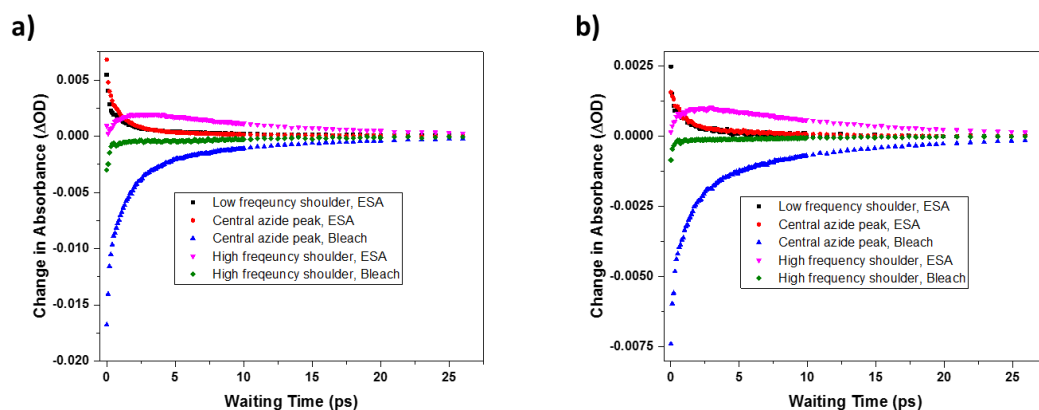 a)
0.005
0.000
-0.005
-0.010
-0.015
-0.020
Change in Absorbance (ΔOD)
Low freqeuncy shoulder, ESA
Central azide peak, ESA
Central azide peak, Bleach
High freqeuncy shoulder, ESA
High freqeuncy shoulder, Bleach
0 5 10 15 20 25
Waiting Time (ps)
b)
0.0025
0.0000
-0.0025
-0.0050
-0.0075
Change in Absorbance (ΔOD)
Low frequency shoulder, ESA
Central azide peak, ESA
Central azide peak, Bleach
High frequency shoulder, ESA
High frequency shoulder, Bleach
0 5 10 15 20 25
Waiting Time (ps)